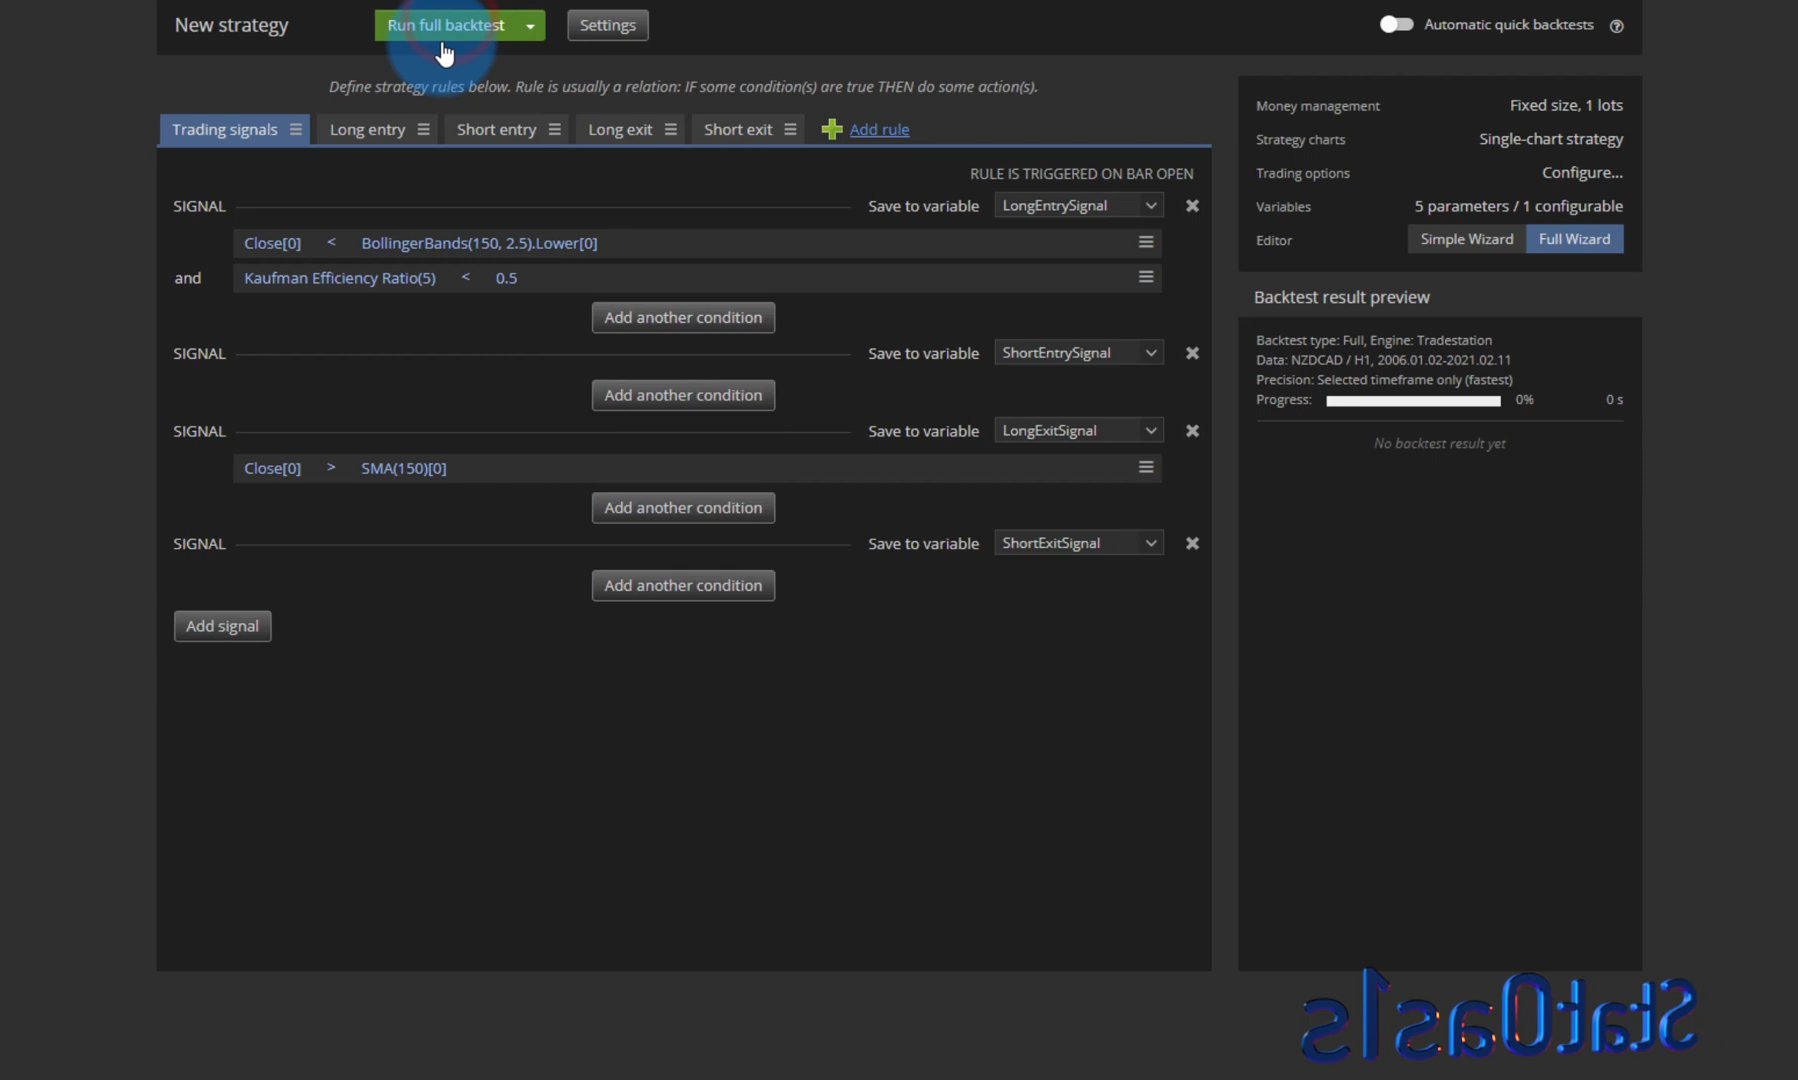 New strategy
Run full backtest
Settings
Automatic quick backtests
Define strategy rules below. Rule is usually a relation: IF some condition(s) are true THEN do some action(s).
Trading signals
Long entry
Short entry
Long exit
Short exit
Add rule
RULE IS TRIGGERED ON BAR OPEN
SIGNAL
Save to variable
LongEntrySignal
Close[0] < BollingerBands(150, 2.5).Lower[0]
and
Kaufman Efficiency Ratio(5) < 0.5
Add another condition
SIGNAL
Save to variable
ShortEntrySignal
Add another condition
SIGNAL
Save to variable
LongExitSignal
Close[0] > SMA(150)[0]
Add another condition
SIGNAL
Save to variable
ShortExitSignal
Add another condition
Add signal
Money management Fixed size, 1 lots
Strategy charts Single-chart strategy
Trading options Configure...
Variables 5 parameters / 1 configurable
Editor Simple Wizard Full Wizard
Backtest result preview
Backtest type: Full, Engine: Tradestation
Data: NZDCAD / H1, 2006.01.02-2021.02.11
Precision: Selected timeframe only (fastest)
Progress: 0% 0 s
No backtest result yet
Stat0as1s